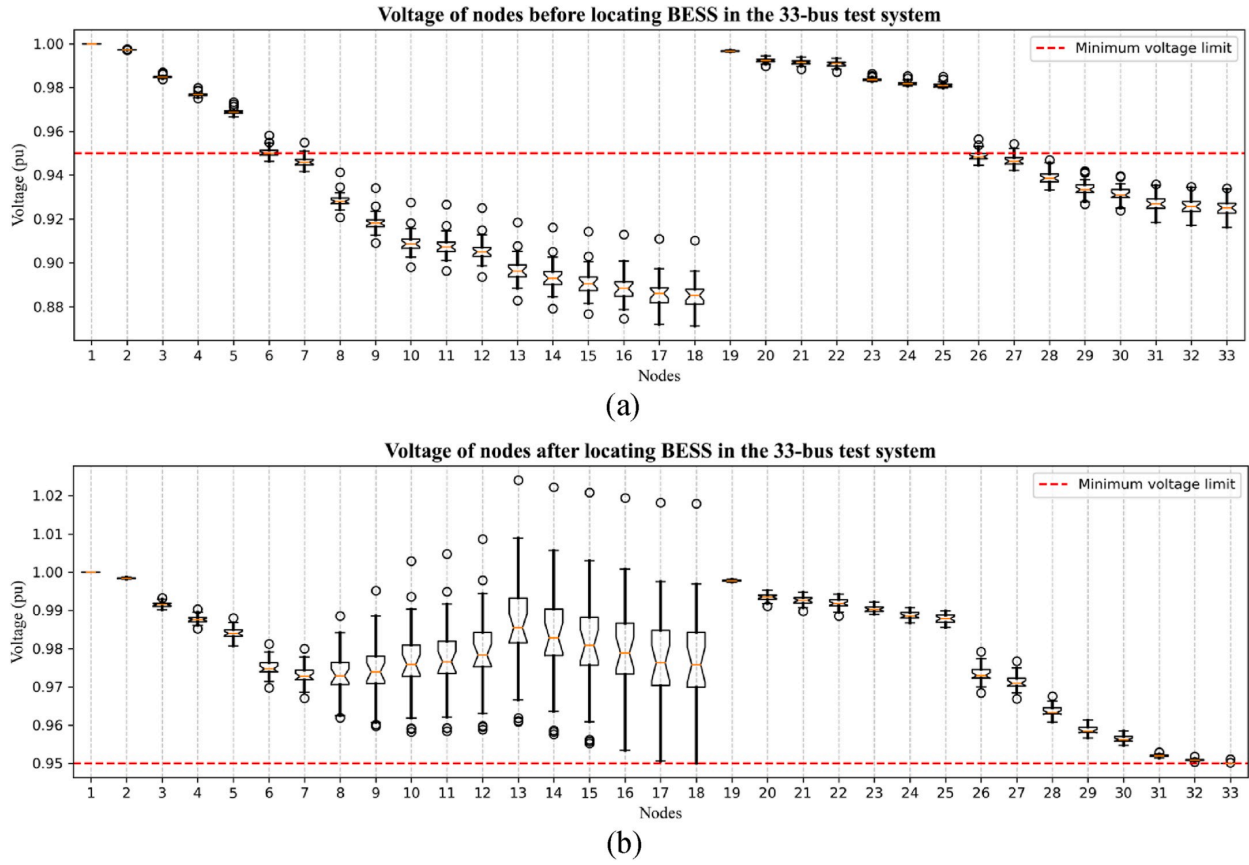 Voltage of nodes before locating BESS in the 33-bus test system
Minimum voltage limit
Voltage (pu)
1.00
0.98
0.96
0.94
0.92
0.90
0.88
1 2 3 4 5 6 7 8 9 10 11 12 13 14 15 16 17 18 19 20 21 22 23 24 25 26 27 28 29 30 31 32 33
Nodes
(a)
Voltage of nodes after locating BESS in the 33-bus test system
Minimum voltage limit
Voltage (pu)
1.02
1.01
1.00
0.99
0.98
0.97
0.96
0.95
1 2 3 4 5 6 7 8 9 10 11 12 13 14 15 16 17 18 19 20 21 22 23 24 25 26 27 28 29 30 31 32 33
Nodes
(b)